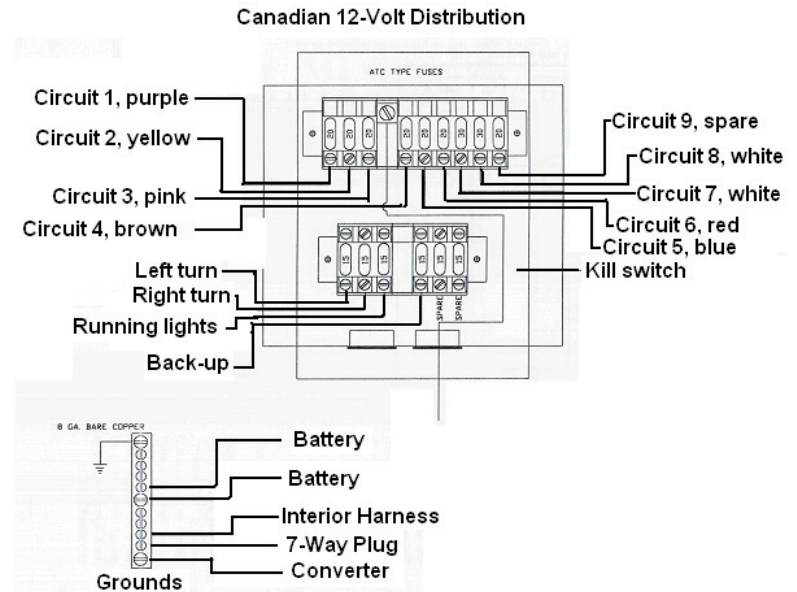 Canadian 12-Volt Distribution
ATC TYPE FUSES
Circuit 1, purple
Circuit 2, yellow
Circuit 3, pink
Circuit 4, brown
20 20 20 20 20 20 30 30 20
Circuit 9, spare
Circuit 8, white
Circuit 7, white
Circuit 6, red
Circuit 5, blue
Kill switch
Left turn
Right turn
Running lights
Back-up
15 15 15 15 15 15
SPARE
SPARE
8 GA. BARE COPPER
Battery
Battery
Interior Harness
7-Way Plug
Converter
Grounds